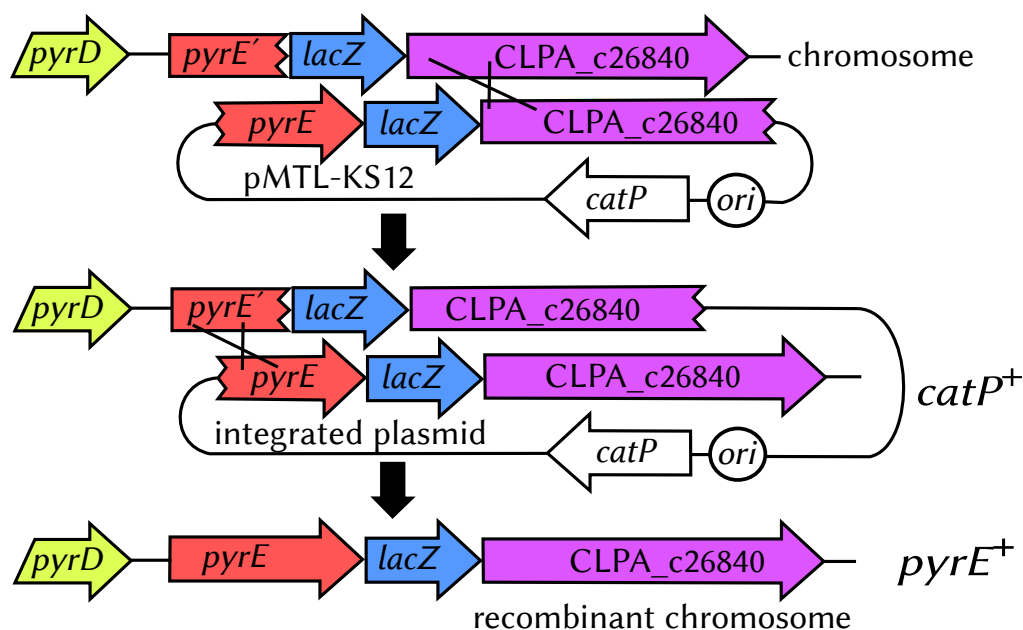 pyrD pyrE′ lacZ CLPA_c26840 chromosome
pyrE lacZ CLPA_c26840
pMTL-KS12 catP ori
pyrD pyrE′ lacZ CLPA_c26840
pyrE lacZ CLPA_c26840 catP+
integrated plasmid catP ori
pyrD pyrE lacZ CLPA_c26840 pyrE+
recombinant chromosome